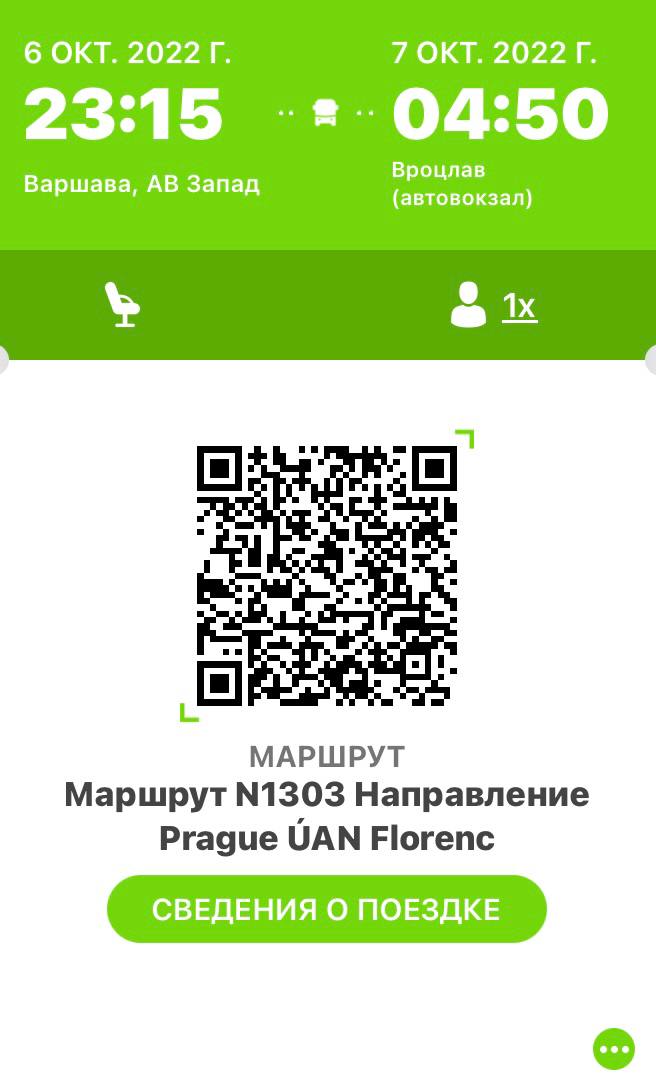 6 ОКТ. 2022 Г.
23:15
Варшава, АВ Запад
7 ОКТ. 2022 Г.
04:50
Вроцлав
(автовокзал)
1x
МАРШРУТ
Маршрут N1303 Направление
Prague ÚAN Florenc
СВЕДЕНИЯ О ПОЕЗДКЕ